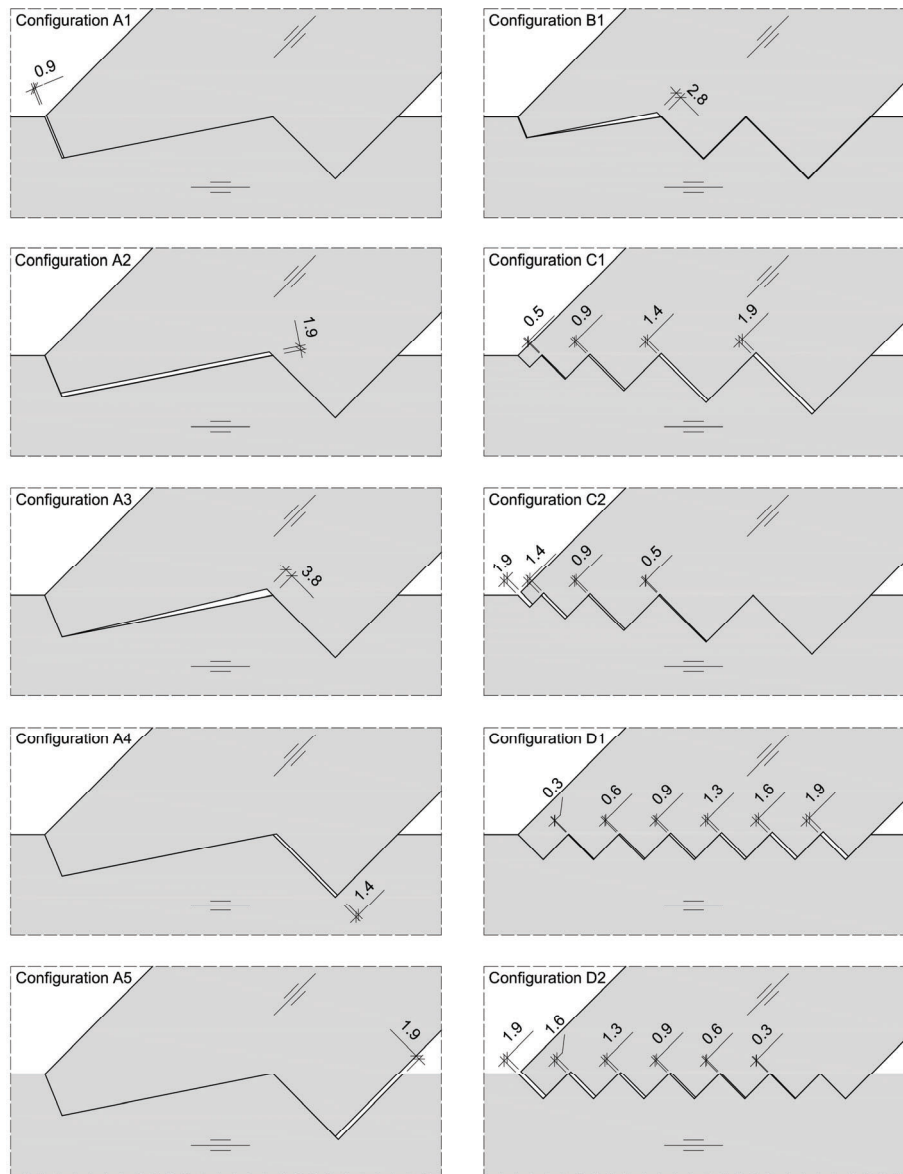 Configuration A1
0.9
Configuration B1
2.8
Configuration A2
1.9
Configuration C1
0.5
0.9
1.4
1.9
Configuration A3
3.8
Configuration C2
1.9
1.4
0.9
0.5
Configuration A4
1.4
Configuration D1
0.3
0.6
0.9
1.3
1.6
1.9
Configuration A5
1.9
Configuration D2
1.9
1.6
1.3
0.9
0.6
0.3